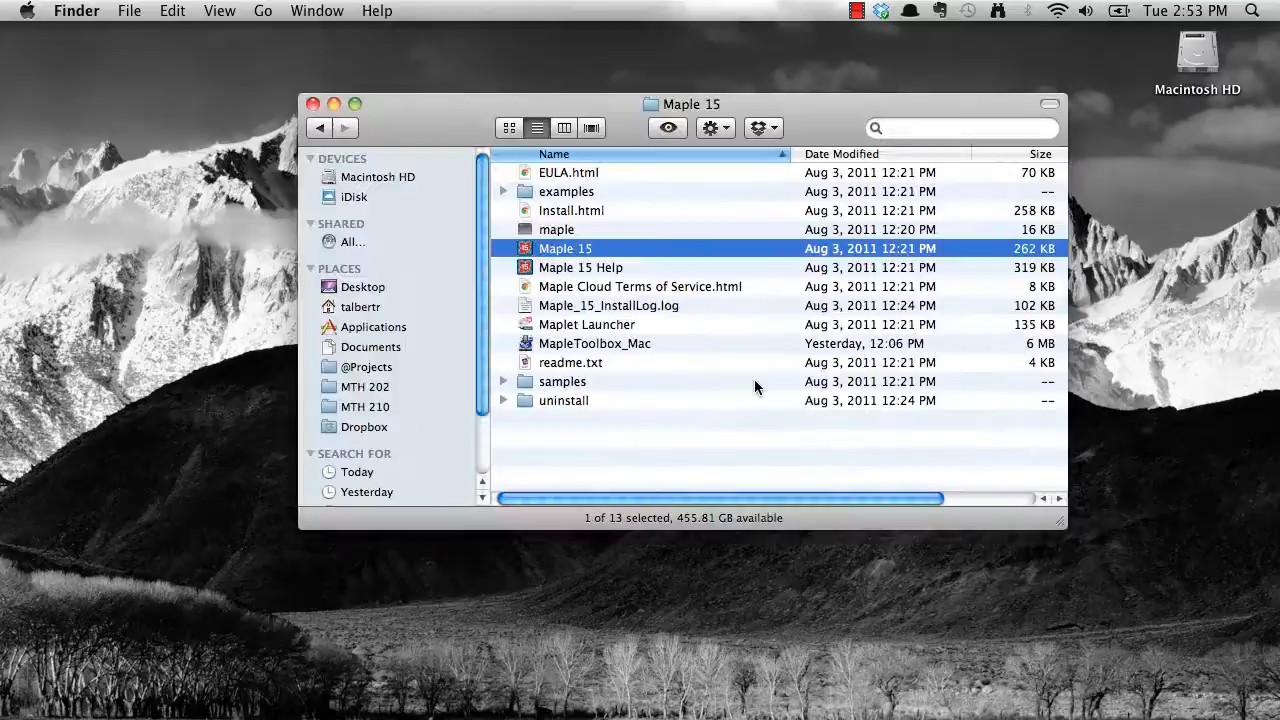 Finder File Edit View Go Window Help Tue 2:53 PM
Macintosh HD
Maple 15
Name Date Modified Size
DEVICES
Macintosh HD
iDisk
SHARED
All...
PLACES
Desktop
talbertr
Applications
Documents
@Projects
MTH 202
MTH 210
Dropbox
SEARCH FOR
Today
Yesterday
EULA.html Aug 3, 2011 12:21 PM 70 KB
examples Aug 3, 2011 12:21 PM --
Install.html Aug 3, 2011 12:21 PM 258 KB
maple Aug 3, 2011 12:20 PM 16 KB
Maple 15 Aug 3, 2011 12:21 PM 262 KB
Maple 15 Help Aug 3, 2011 12:21 PM 319 KB
Maple Cloud Terms of Service.html Aug 3, 2011 12:21 PM 8 KB
Maple_15_InstallLog.log Aug 3, 2011 12:24 PM 102 KB
Maplet Launcher Aug 3, 2011 12:21 PM 135 KB
MapleToolbox_Mac Yesterday, 12:06 PM 6 MB
readme.txt Aug 3, 2011 12:21 PM 4 KB
samples Aug 3, 2011 12:21 PM --
uninstall Aug 3, 2011 12:24 PM --
1 of 13 selected, 455.81 GB available